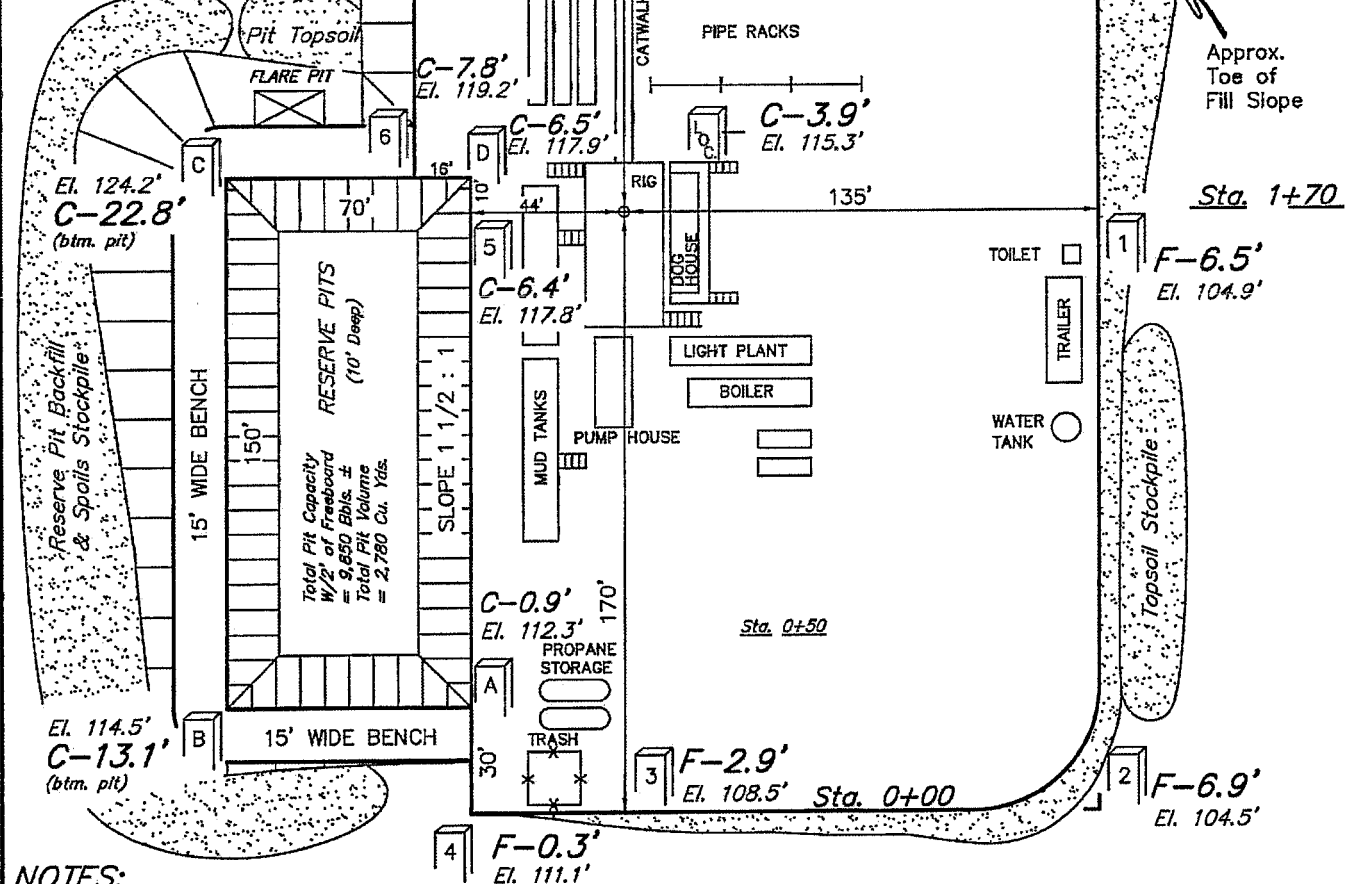 Pit Topsoil
FLARE PIT
C-7.8'
El. 119.2'
CATWALK
PIPE RACKS
Approx.
Toe of
Fill Slope
C-6.5'
El. 117.9'
C-3.9'
El. 115.3'
LOC.
6
D
C
El. 124.2'
C-22.8'
(btm. pit)
16'
10'
70'
44'
RIG
135'
Sta. 1+70
DOG
HOUSE
5
C-6.4'
El. 117.8'
TOILET
1
F-6.5'
El. 104.9'
TRAILER
LIGHT PLANT
BOILER
PUMP HOUSE
WATER
TANK
MUD TANKS
Reserve Pit Backfill
& Spoils Stockpile
15' WIDE BENCH
150'
RESERVE PITS
(10' Deep)
Total Pit Capacity
W/2' of Freeboard
= 9,850 Bbls. ±
Total Pit Volume
= 2,780 Cu. Yds.
SLOPE 1 1/2 : 1
Topsoil Stockpile
C-0.9'
El. 112.3'
170'
Sta. 0+50
PROPANE
STORAGE
A
El. 114.5'
C-13.1'
(btm. pit)
B
15' WIDE BENCH
30'
TRASH
3
F-2.9'
El. 108.5'
Sta. 0+00
2
F-6.9'
El. 104.5'
4
F-0.3'
El. 111.1'
NOTES: